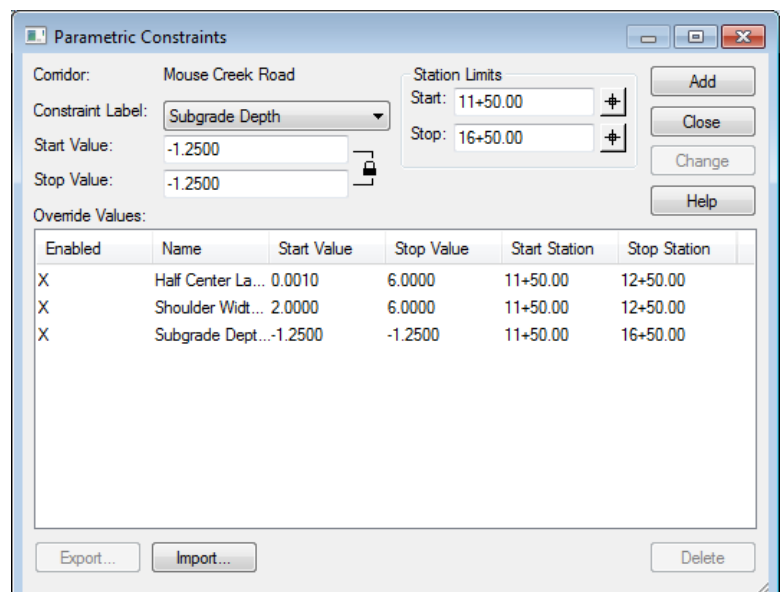 Parametric Constraints
Corridor: Mouse Creek Road
Constraint Label: Subgrade Depth
Start Value: -1.2500
Stop Value: -1.2500
Station Limits
Start: 11+50.00
Stop: 16+50.00
Add
Close
Change
Help
Override Values:
Enabled Name Start Value Stop Value Start Station Stop Station
X Half Center La... 0.0010 6.0000 11+50.00 12+50.00
X Shoulder Widt... 2.0000 6.0000 11+50.00 12+50.00
X Subgrade Dept...-1.2500 -1.2500 11+50.00 16+50.00
Export... Import... Delete